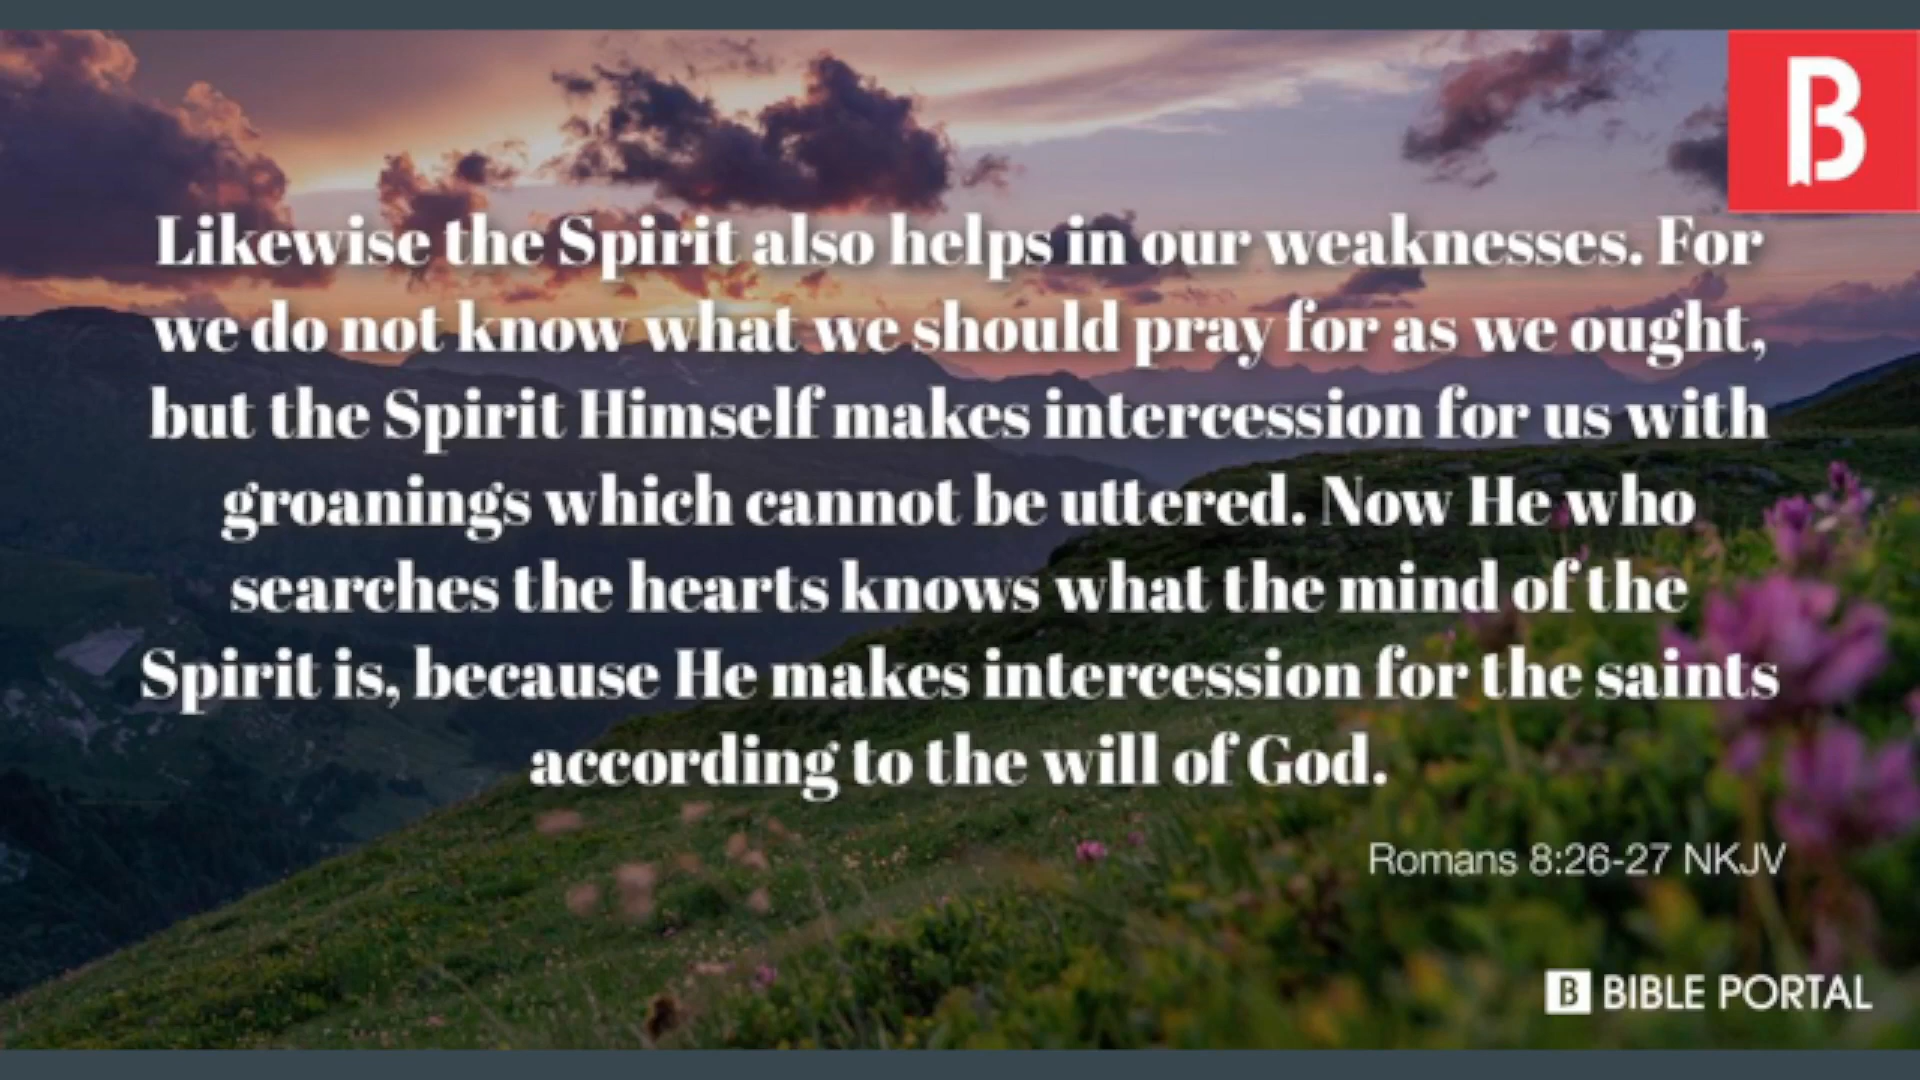 B
Likewise the Spirit also helps in our weaknesses. For
we do not know what we should pray for as we ought,
but the Spirit Himself makes intercession for us with
groanings which cannot be uttered. Now He who
searches the hearts knows what the mind of the
Spirit is, because He makes intercession for the saints
according to the will of God.
Romans 8:26-27 NKJV
B BIBLE PORTAL